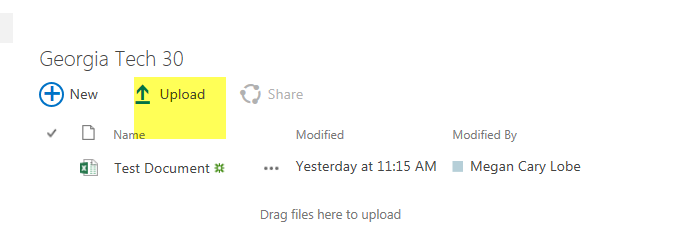 Georgia Tech 30
New Upload Share
Name Modified Modified By
Test Document ... Yesterday at 11:15 AM Megan Cary Lobe
Drag files here to upload